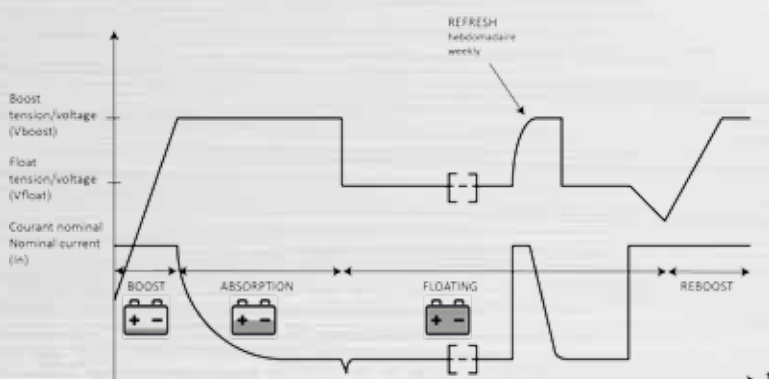 REFRESH
hebdomadaire
weekly
Boost
tension/voltage
(Vboost)
Float
tension/voltage
(Vfloat)
Courant nominal
Nominal current
(In)
BOOST
ABSORPTION
FLOATING
REBOOST
t